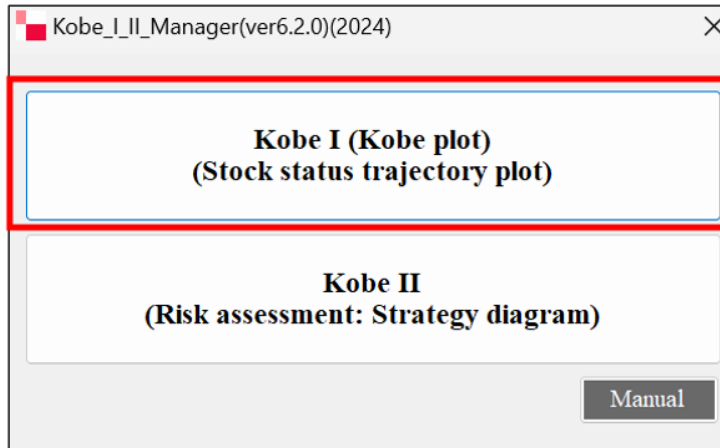 Kobe_I_II_Manager(ver6.2.0)(2024)
Kobe I (Kobe plot)
(Stock status trajectory plot)
Kobe II
(Risk assessment: Strategy diagram)
Manual